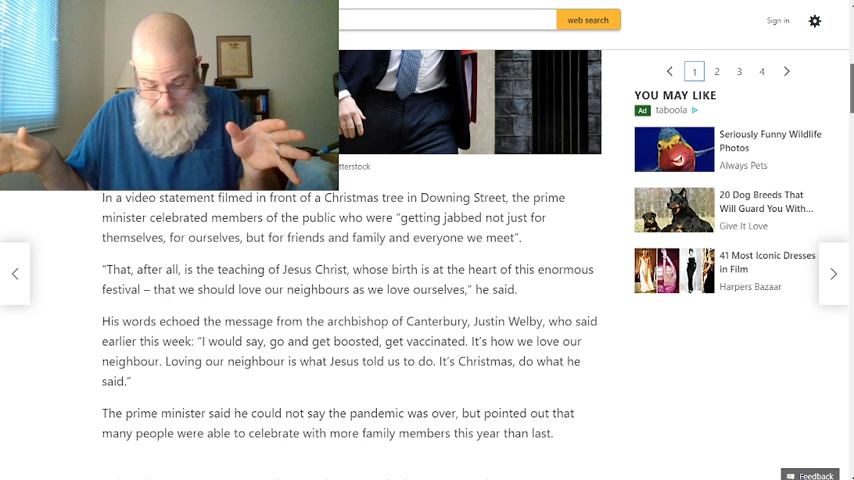 web search
Sign in
1 2 3 4
YOU MAY LIKE
Ad taboola
Seriously Funny Wildlife
Photos
Always Pets
20 Dog Breeds That
Will Guard You With...
Give It Love
41 Most Iconic Dresses
in Film
Harpers Bazaar
tterstock
In a video statement filmed in front of a Christmas tree in Downing Street, the prime
minister celebrated members of the public who were “getting jabbed not just for
themselves, for ourselves, but for friends and family and everyone we meet”.
“That, after all, is the teaching of Jesus Christ, whose birth is at the heart of this enormous
festival – that we should love our neighbours as we love ourselves,” he said.
His words echoed the message from the archbishop of Canterbury, Justin Welby, who said
earlier this week: “I would say, go and get boosted, get vaccinated. It’s how we love our
neighbour. Loving our neighbour is what Jesus told us to do. It’s Christmas, do what he
said.”
The prime minister said he could not say the pandemic was over, but pointed out that
many people were able to celebrate with more family members this year than last.
Feedback